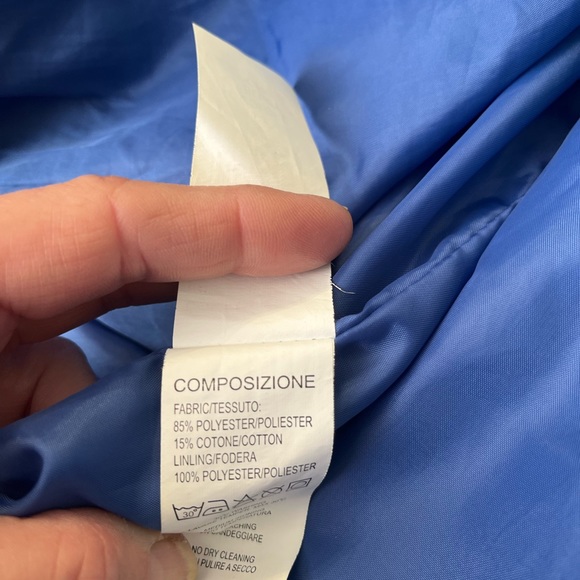 COMPOSIZIONE
FABRIC/TESSUTO:
85% POLYESTER/POLIESTER
15% COTONE/COTTON
LINLING/FODERA
100% POLYESTER/POLIESTER
30°
NO DRY CLEANING
PULIRE A SECCO